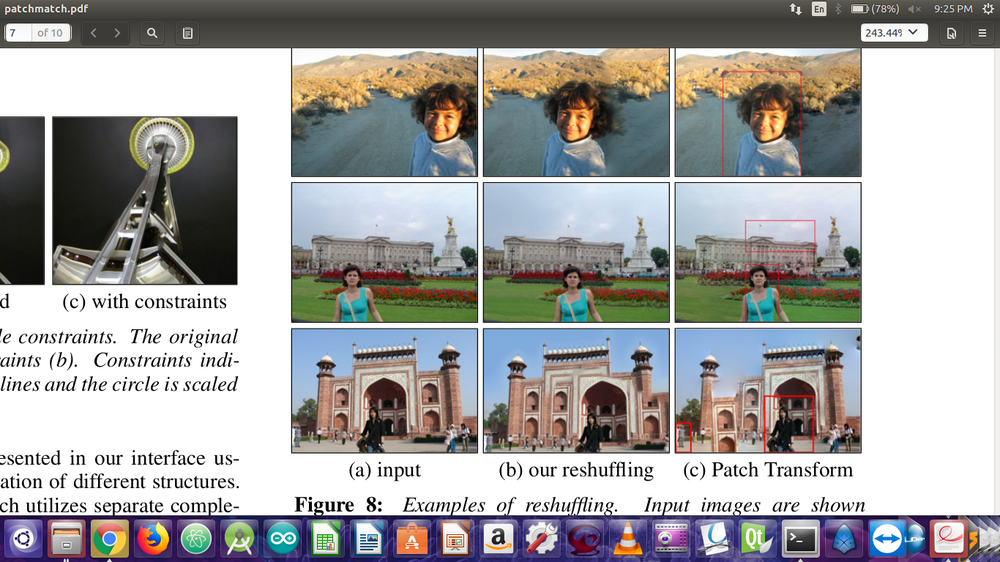 patchmatch.pdf
En
(78%)
9:25 PM
7
of 10
243.44%
d
(c) with constraints
le constraints. The original
raints (b). Constraints indi-
lines and the circle is scaled
esented in our interface us-
ation of different structures.
ch utilizes separate comple-
(a) input
(b) our reshuffling
(c) Patch Transform
Figure 8: Examples of reshuffling. Input images are shown
a
Qt
>_